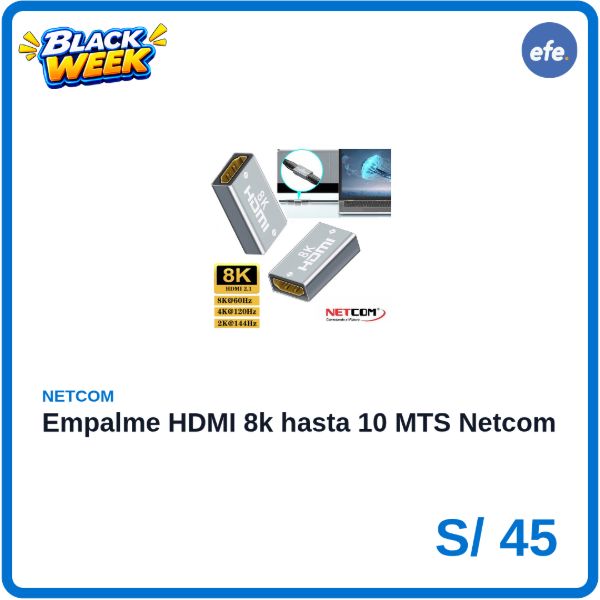 BLACK
WEEK
efe.
8K
HDMI
8K
HDMI
8K
HDMI 2.1
8K@60Hz
4K@120Hz
2K@144Hz
NETCOM
NETCOM
Empalme HDMI 8k hasta 10 MTS Netcom
S/ 45